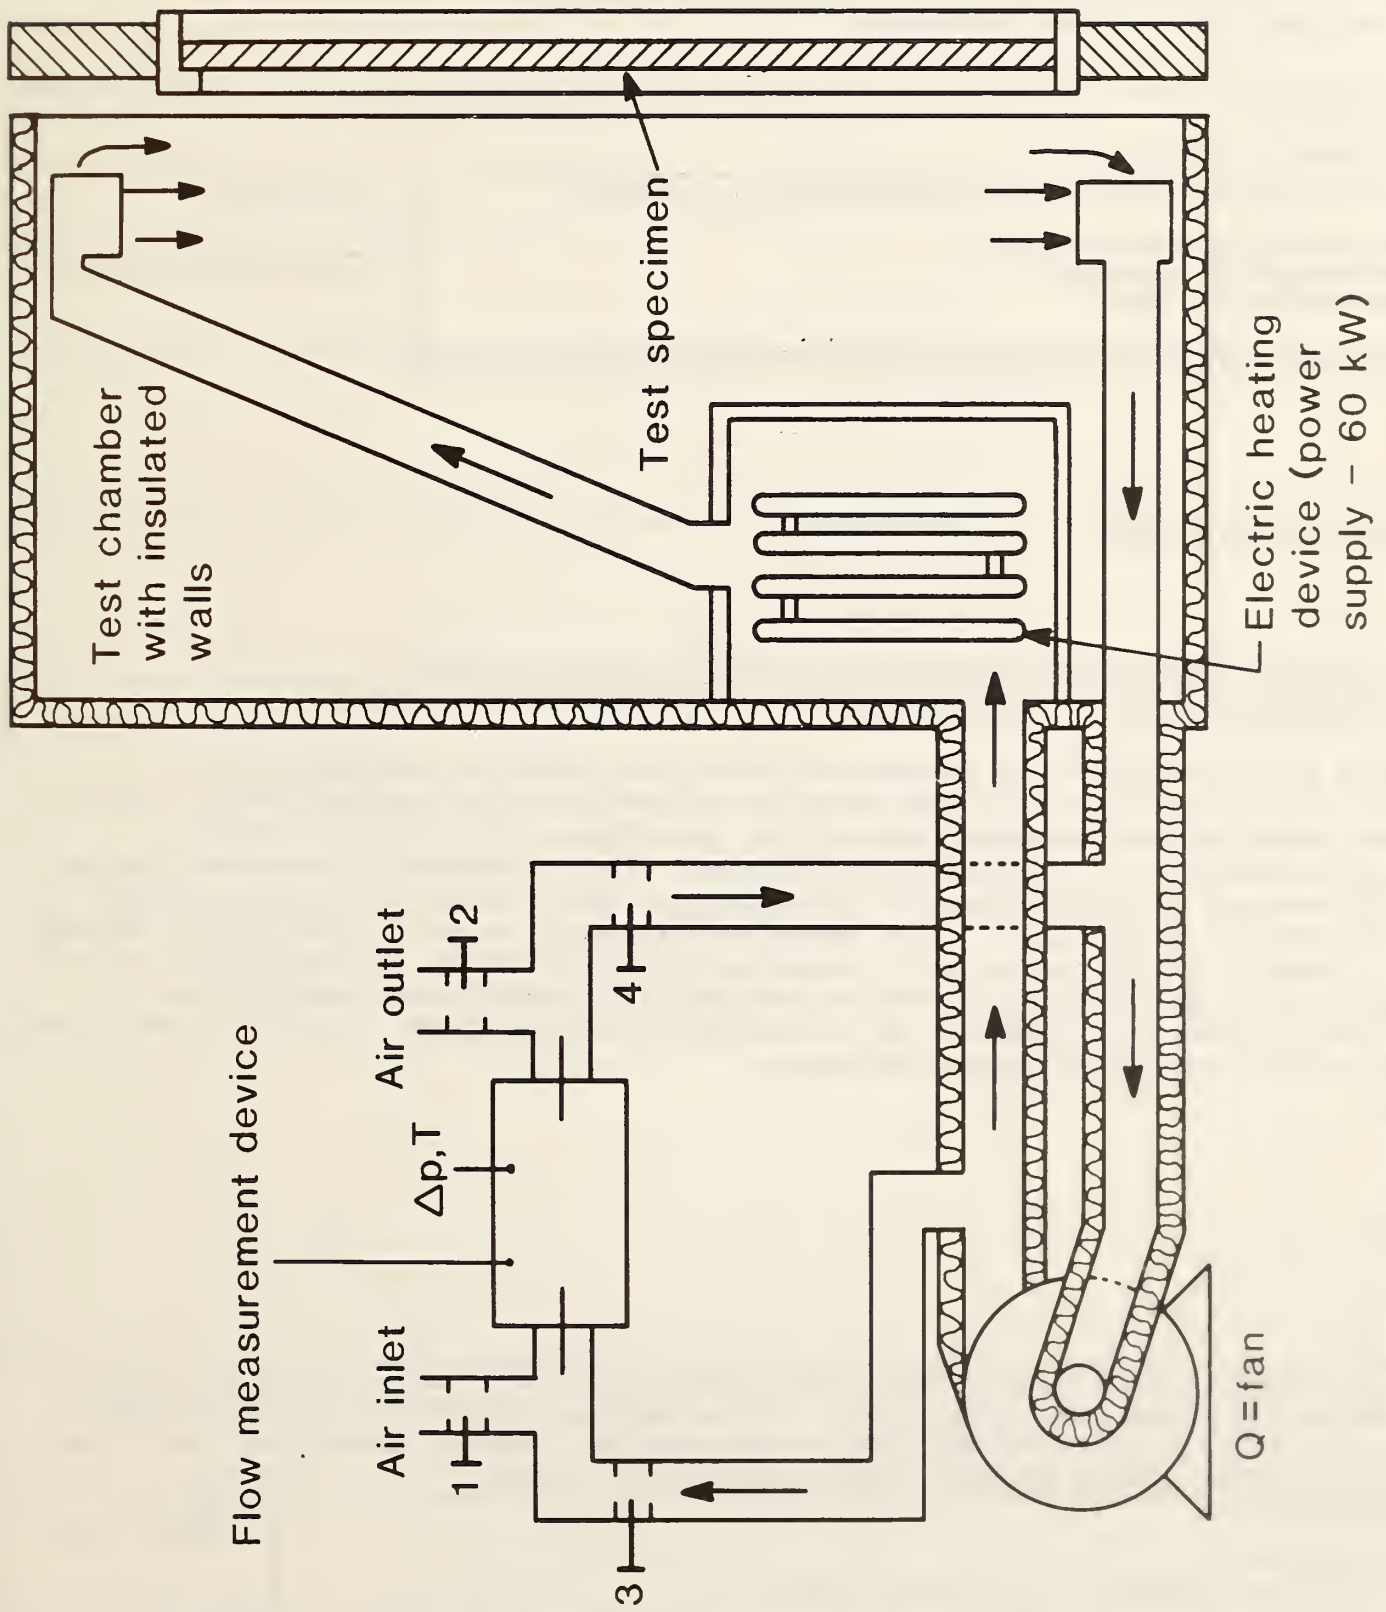 Test specimen
Test chamber
with insulated
walls
Electric heating
device (power
supply - 60 kW)
Flow measurement device
Air outlet
2
4
Δp,T
Air inlet
1
3
Q=fan